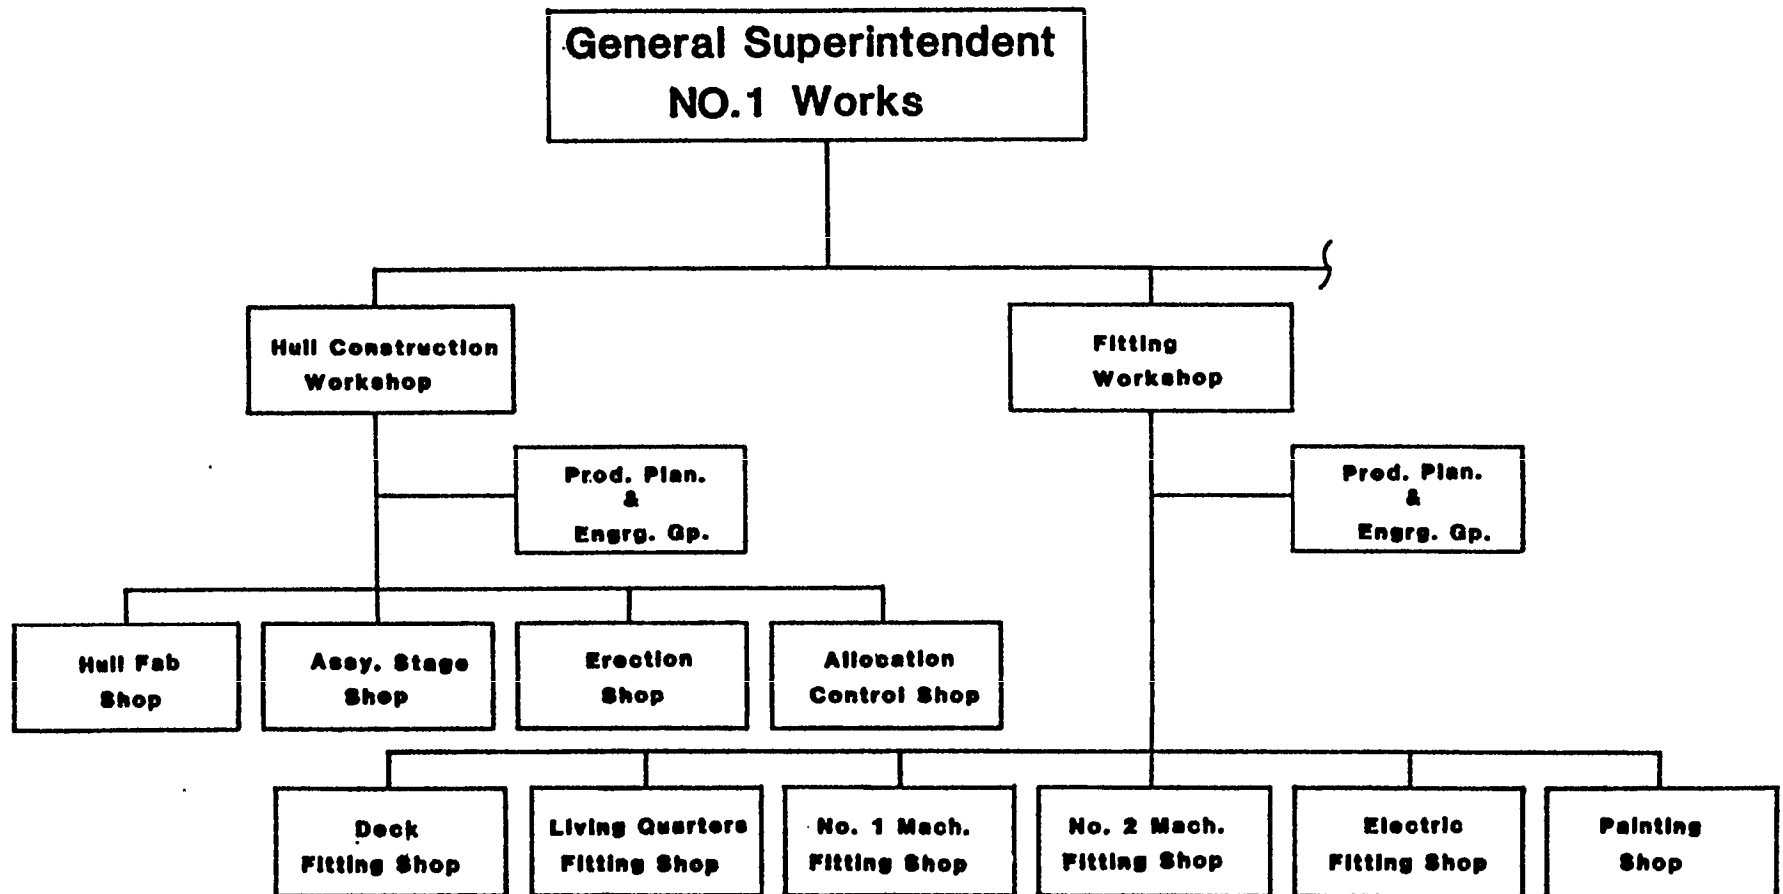 General Superintendent
NO.1 Works
Hull Construction
Workshop
Fitting
Workshop
Prod. Plan.
&
Engrg. Gp.
Prod. Plan.
&
Engrg. Gp.
Hull Fab
Shop
Assy. Stage
Shop
Erection
Shop
Allocation
Control Shop
Deck
Fitting Shop
Living Quarters
Fitting Shop
No. 1 Mach.
Fitting Shop
No. 2 Mach.
Fitting Shop
Electric
Fitting Shop
Painting
Shop